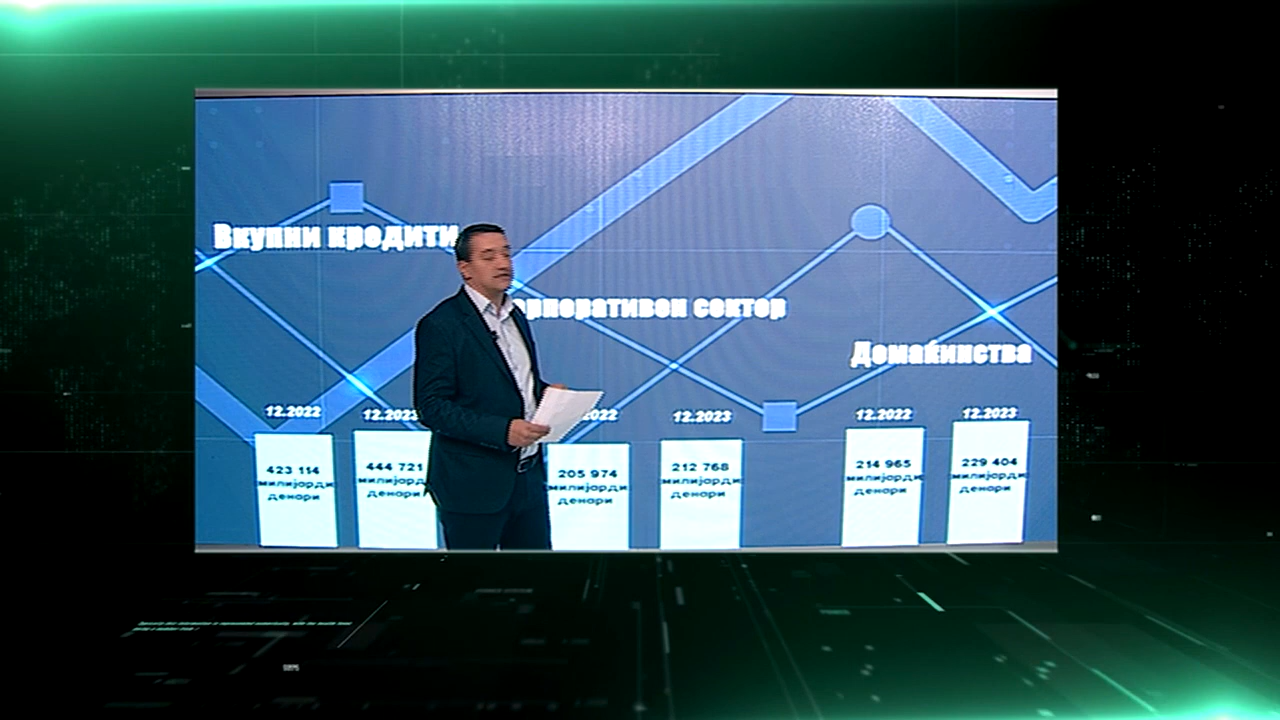 Вкупни кредити
орпоративен сектор
Домаќинства
12.2022
12.2023
2022
12.2023
12.2022
12.2023
423 114
милијарди
денари
444 721
милијарди
денари
205 974
милијарди
денари
212 768
милијарди
денари
214 965
милијарди
денари
229 404
милијарди
денари